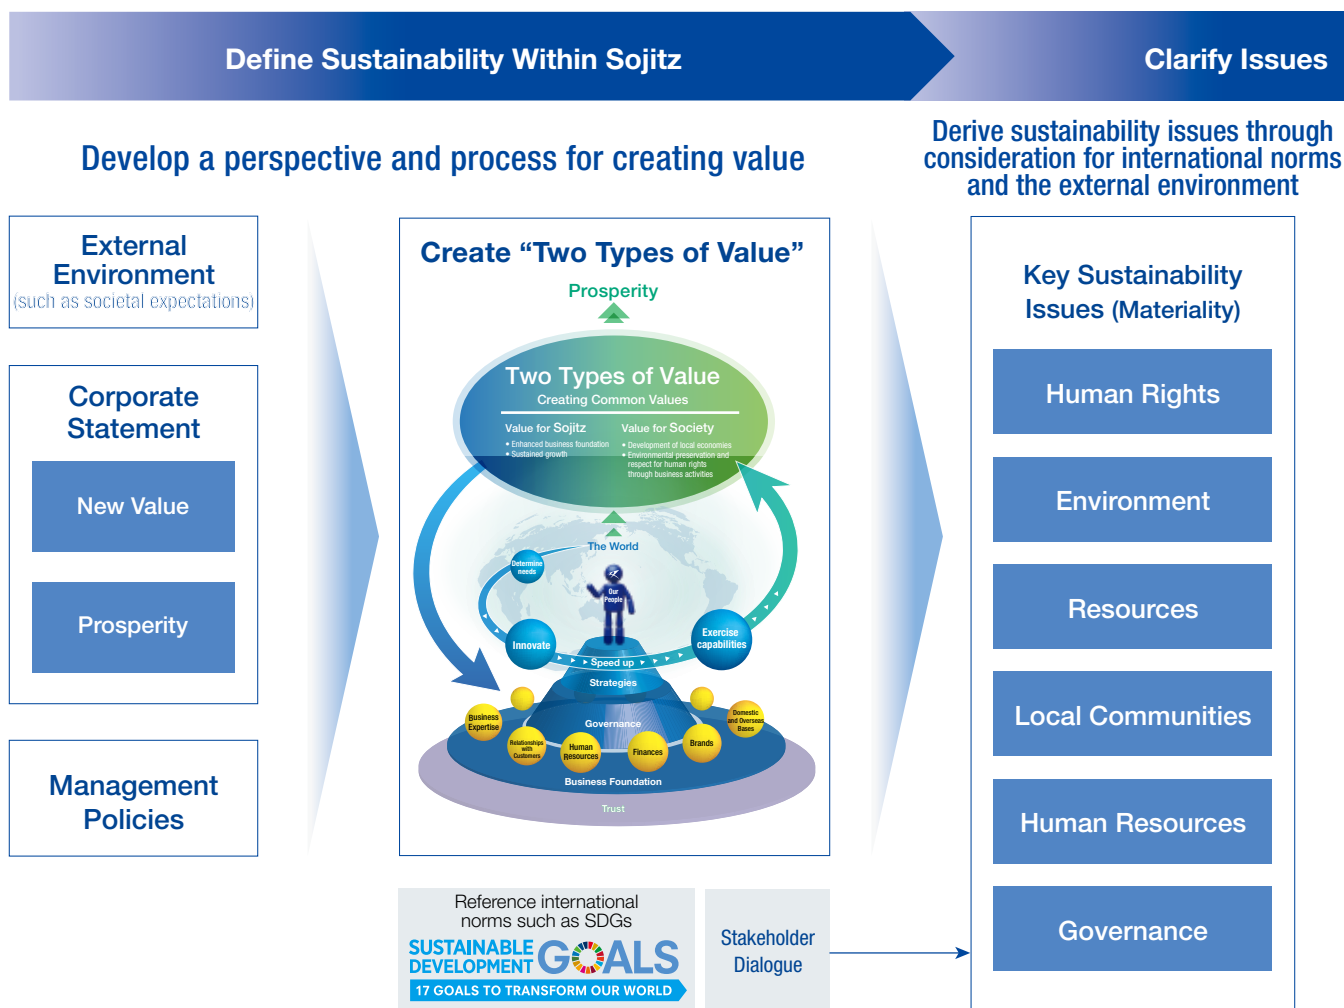 Define Sustainability Within Sojitz
Clarify Issues
Develop a perspective and process for creating value
Derive sustainability issues through
consideration for international norms
and the external environment
External
Environment
(such as societal expectations)
Corporate
Statement
New Value
Prosperity
Management
Policies
Create “Two Types of Value”
Prosperity
Two Types of Value
Creating Common Values
Value for Sojitz
• Enhanced business foundation
• Sustained growth
Value for Society
• Development of local economies
• Environmental preservation and
respect for human rights
through business activities
The World
Determine
needs
Our
People
Innovate
Exercise
capabilities
Speed up
Strategies
Governance
Business
Expertise
Relationships
with
Customers
Human
Resources
Finances
Brands
Domestic
and Overseas
Bases
Business Foundation
Trust
Reference international
norms such as SDGs
SUSTAINABLE
DEVELOPMENT
GOALS
17 GOALS TO TRANSFORM OUR WORLD
Stakeholder
Dialogue
Key Sustainability
Issues (Materiality)
Human Rights
Environment
Resources
Local Communities
Human Resources
Governance